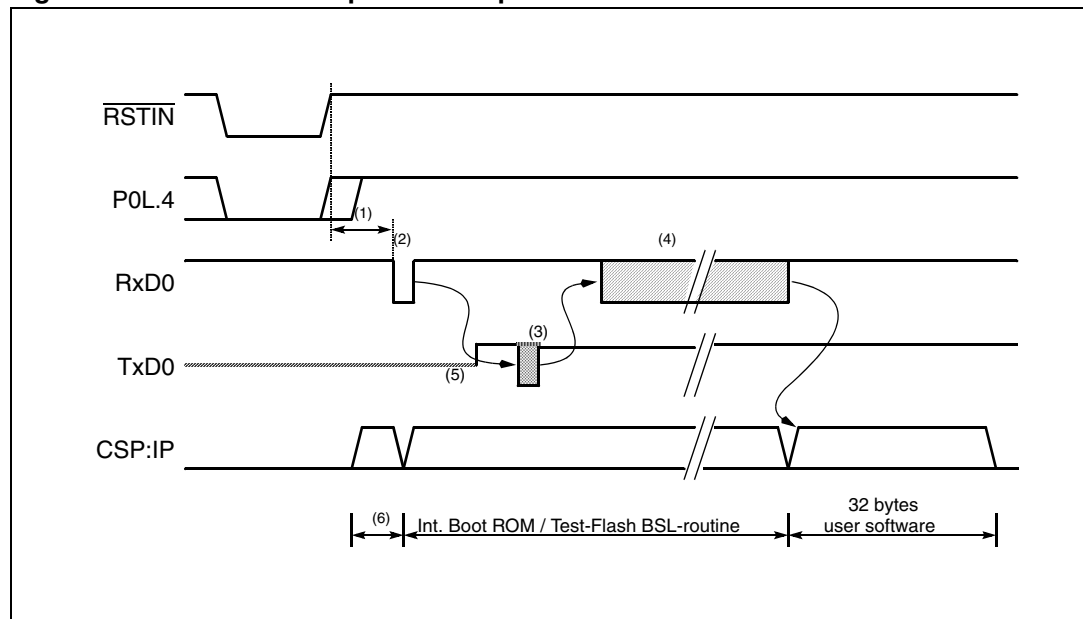 RSTIN
P0L.4
(1)
(2)
(4)
RxD0
(3)
TxD0
(5)
CSP:IP
(6)
Int. Boot ROM / Test-Flash BSL-routine
32 bytes
user software